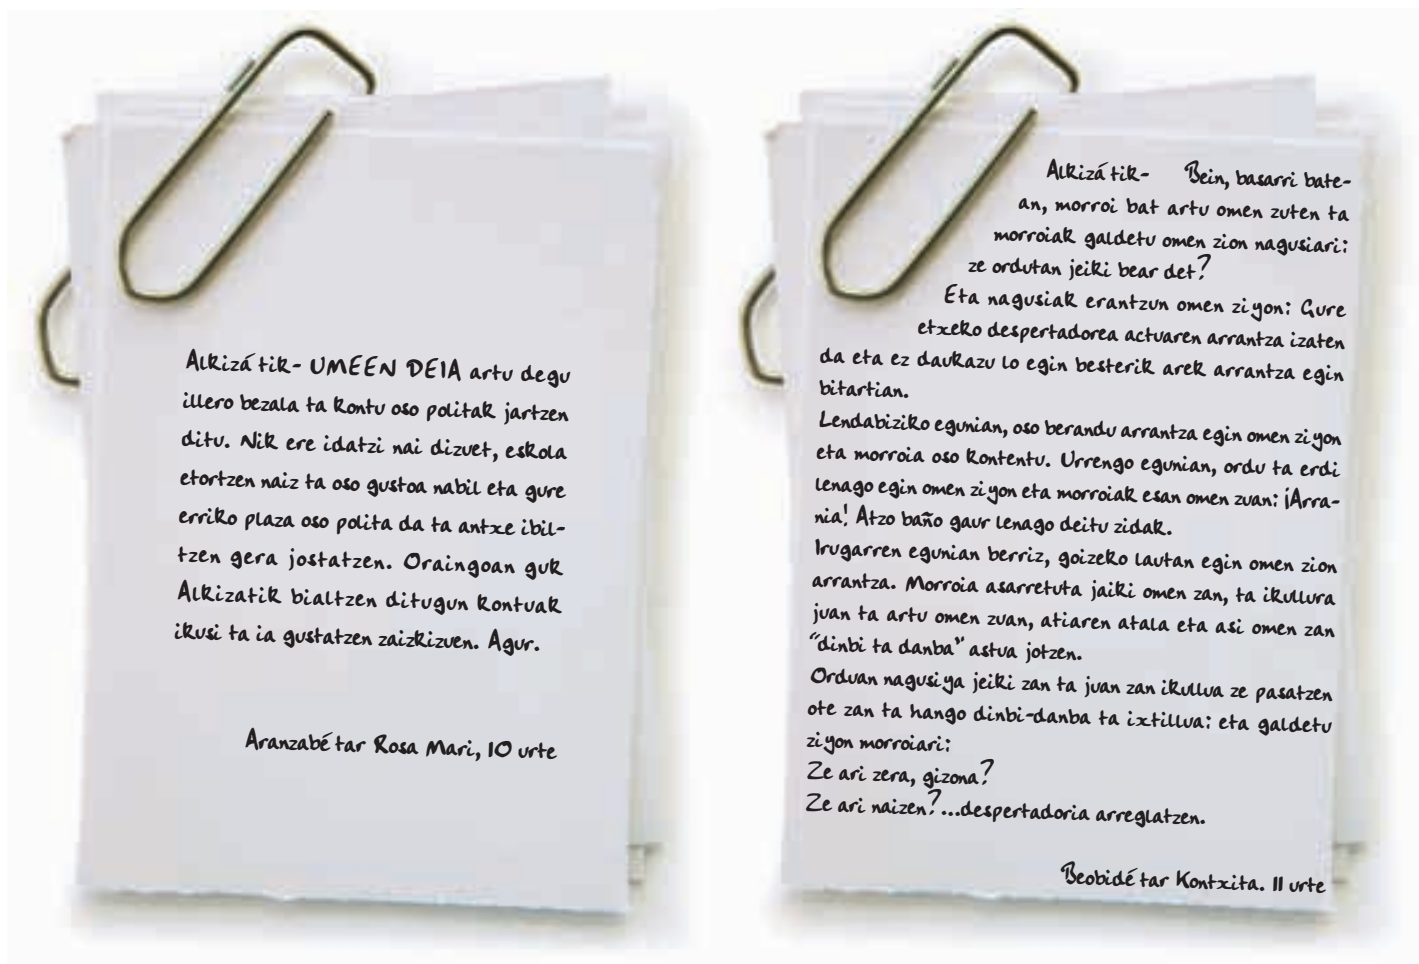 Alkizátik- UMEEN DEIA artu degu
illero bezala ta kontu oso politak jartzen
ditu. Nik ere idatzi nai dizuet, eskola
etortzen naiz ta oso gustoa nabil eta gure
erriko plaza oso polita da ta antxe ibil-
tzen gera jostatzen. Oraingoan guk
Alkizatik bialtzen ditugun kontuak
ikusi ta ia gustatzen zaizkizuen. Agur.
Aranzabétar Rosa Mari, 10 urte
Alkizátik- Bein, basarri bate-
an, morroi bat artu omen zuten ta
morroiak galdetu omen zion nagusiari:
ze ordutan jeiki bear det?
Eta nagusiak erantzun omen ziyon: Gure
etxeko despertadorea actuaren arrantza izaten
da eta ez daukazu lo egin besterik arek arrantza egin
bitartian.
Lendabiziko egunian, oso berandu arrantza egin omen ziyon
eta morroia oso kontentu. Urrengo egunian, ordu ta erdi
lenago egin omen ziyon eta morroiak esan omen zuan: ¡Arra-
nia! Atzo baño gaur lenago deitu zidak.
Irugarren egunian berriz, goizeko lautan egin omen zion
arrantza. Morroia asarretuta jaiki omen zan, ta ikullura
juan ta artu omen zuan, atiaren atala eta asi omen zan
"dinbi ta danba" astua jotzen.
Orduan nagusiya jeiki zan ta juan zan ikullua ze pasatzen
ote zan ta hango dinbi-danba ta ixtillua: eta galdetu
ziyon morroiari:
Ze ari zera, gizona?
Ze ari naizen?...despertadoria arreglatzen.
Beobidétar Kontxita. 11 urte